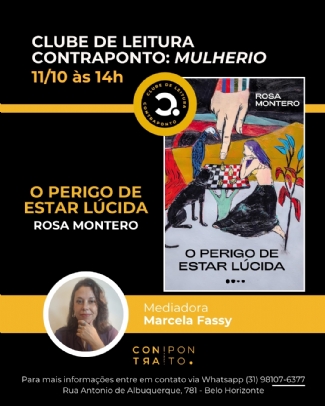 CLUBE DE LEITURA
CONTRAPONTO: MULHERIO
11/10 às 14h
CLUBE DE LEITURA
CONTRAPONTO
ROSA
MONTERO
O PERIGO DE
ESTAR LÚCIDA
O PERIGO DE
ESTAR LÚCIDA
ROSA MONTERO
Mediadora
Marcela Fassy
CON PON
TRA TO.
Para mais informações entre em contato via Whatsapp (31) 98107-6377
Rua Antonio de Albuquerque, 781 - Belo Horizonte